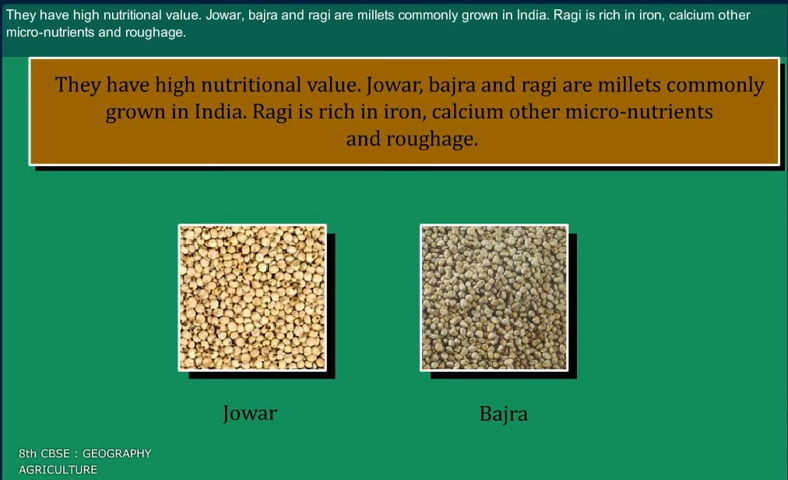 They have high nutritional value. Jowar, bajra and ragi are millets commonly grown in India. Ragi is rich in iron, calcium other
micro-nutrients and roughage.
They have high nutritional value. Jowar, bajra and ragi are millets commonly
grown in India. Ragi is rich in iron, calcium other micro-nutrients
and roughage.
Jowar
Bajra
8th CBSE : GEOGRAPHY
AGRICULTURE